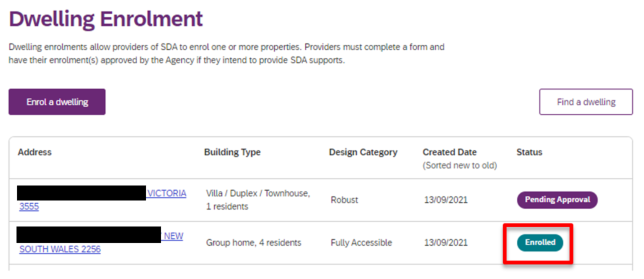 Dwelling Enrolment
Dwelling enrolments allow providers of SDA to enrol one or more properties. Providers must complete a form and
have their enrolment(s) approved by the Agency if they intend to provide SDA supports.
Enrol a dwelling
Find a dwelling
Address Building Type Design Category Created Date Status
(Sorted new to old)
VICTORIA Villa / Duplex / Townhouse, Robust 13/09/2021 Pending Approval
3555 1 residents
NEW Group home, 4 residents Fully Accessible 13/09/2021 Enrolled
SOUTH WALES 2256